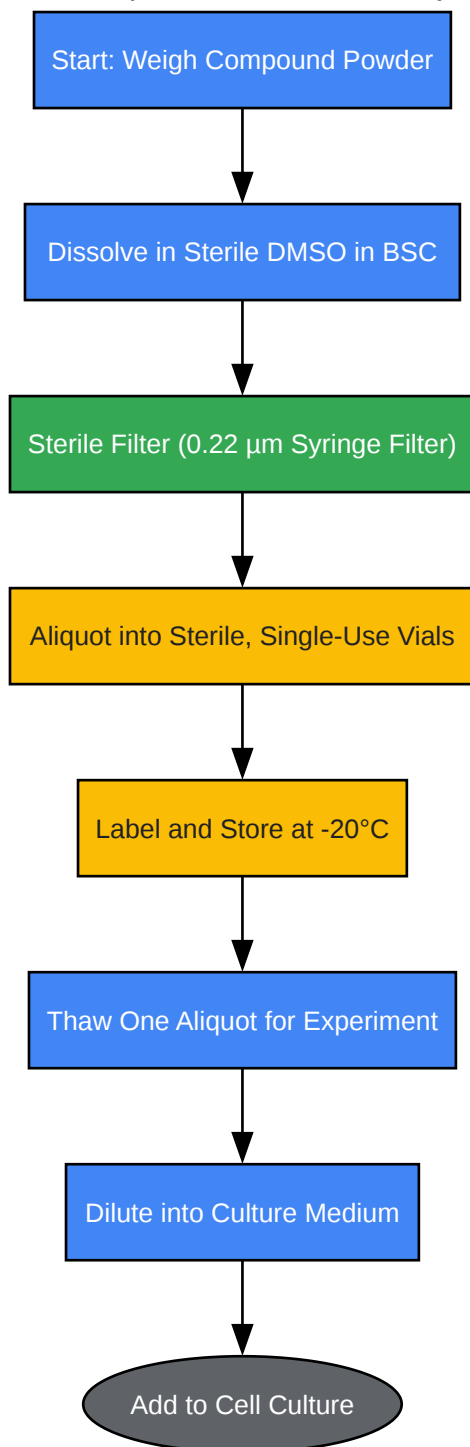 Start: Weigh Compound Powder
Dissolve in Sterile DMSO in BSC
Sterile Filter (0.22 µm Syringe Filter)
Aliquot into Sterile, Single-Use Vials
Label and Store at -20°C
Thaw One Aliquot for Experiment
Dilute into Culture Medium
Add to Cell Culture